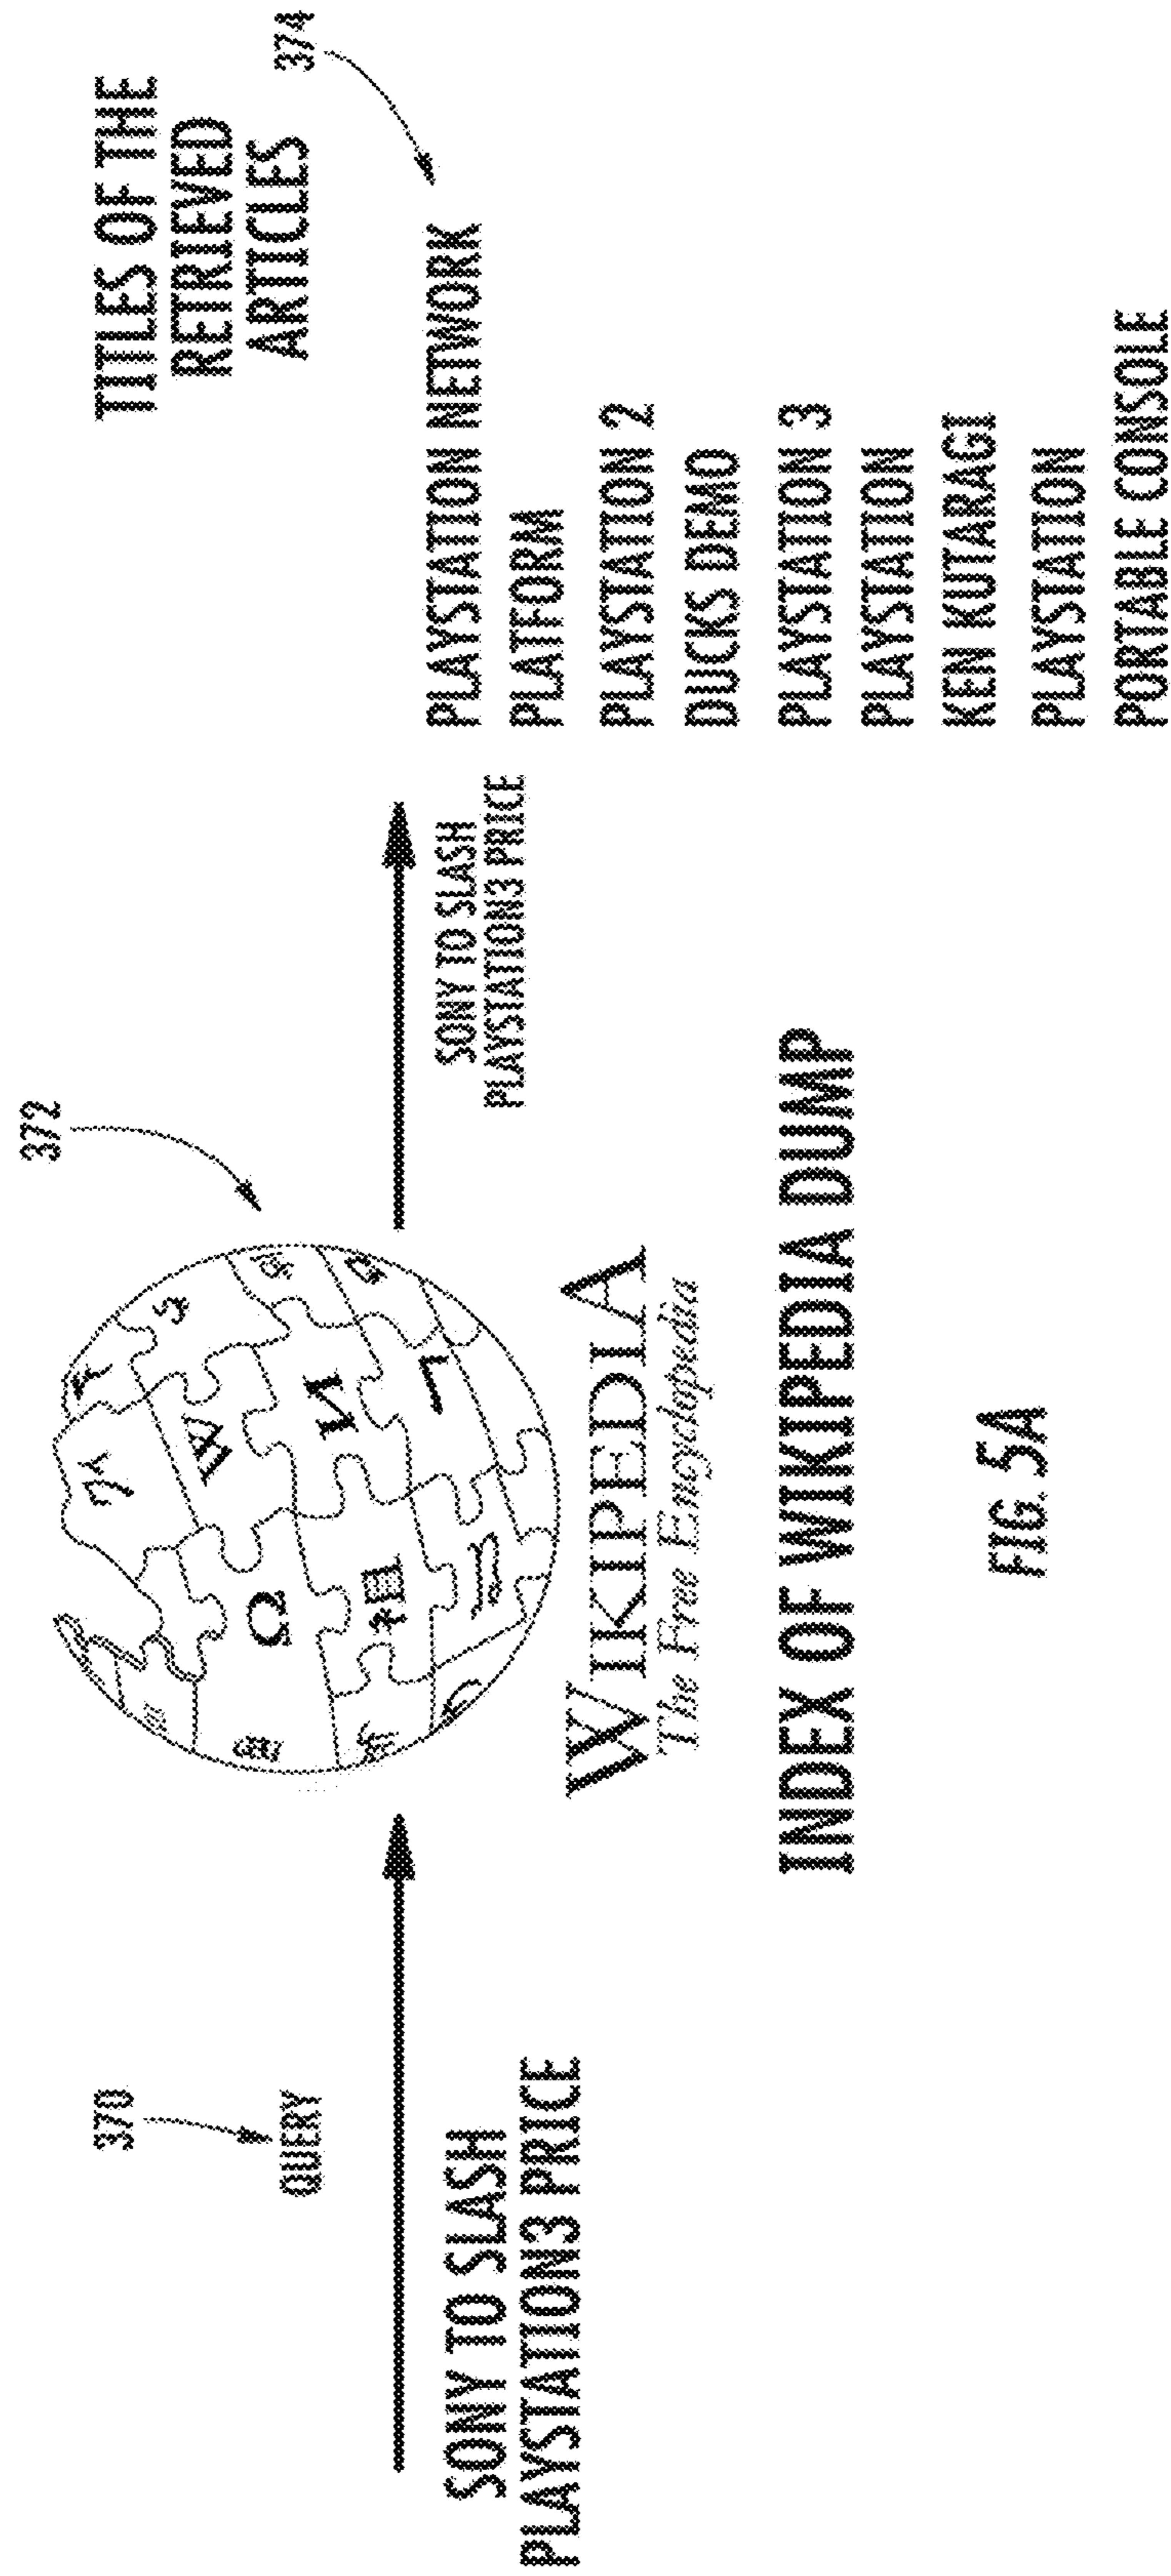 370
QUERY
SONY TO SLASH
PLAYSTATION3 PRICE
372
Ω
W
И
WIKIPEDIA
The Free Encyclopedia
INDEX OF WIKIPEDIA DUMP
SONY TO SLASH
PLAYSTATION3 PRICE
TITLES OF THE
RETRIEVED
ARTICLES
374
PLAYSTATION NETWORK
PLATFORM
PLAYSTATION 2
DUCKS DEMO
PLAYSTATION 3
PLAYSTATION
KEN KUTARAGI
PLAYSTATION
PORTABLE CONSOLE
FIG. 5A